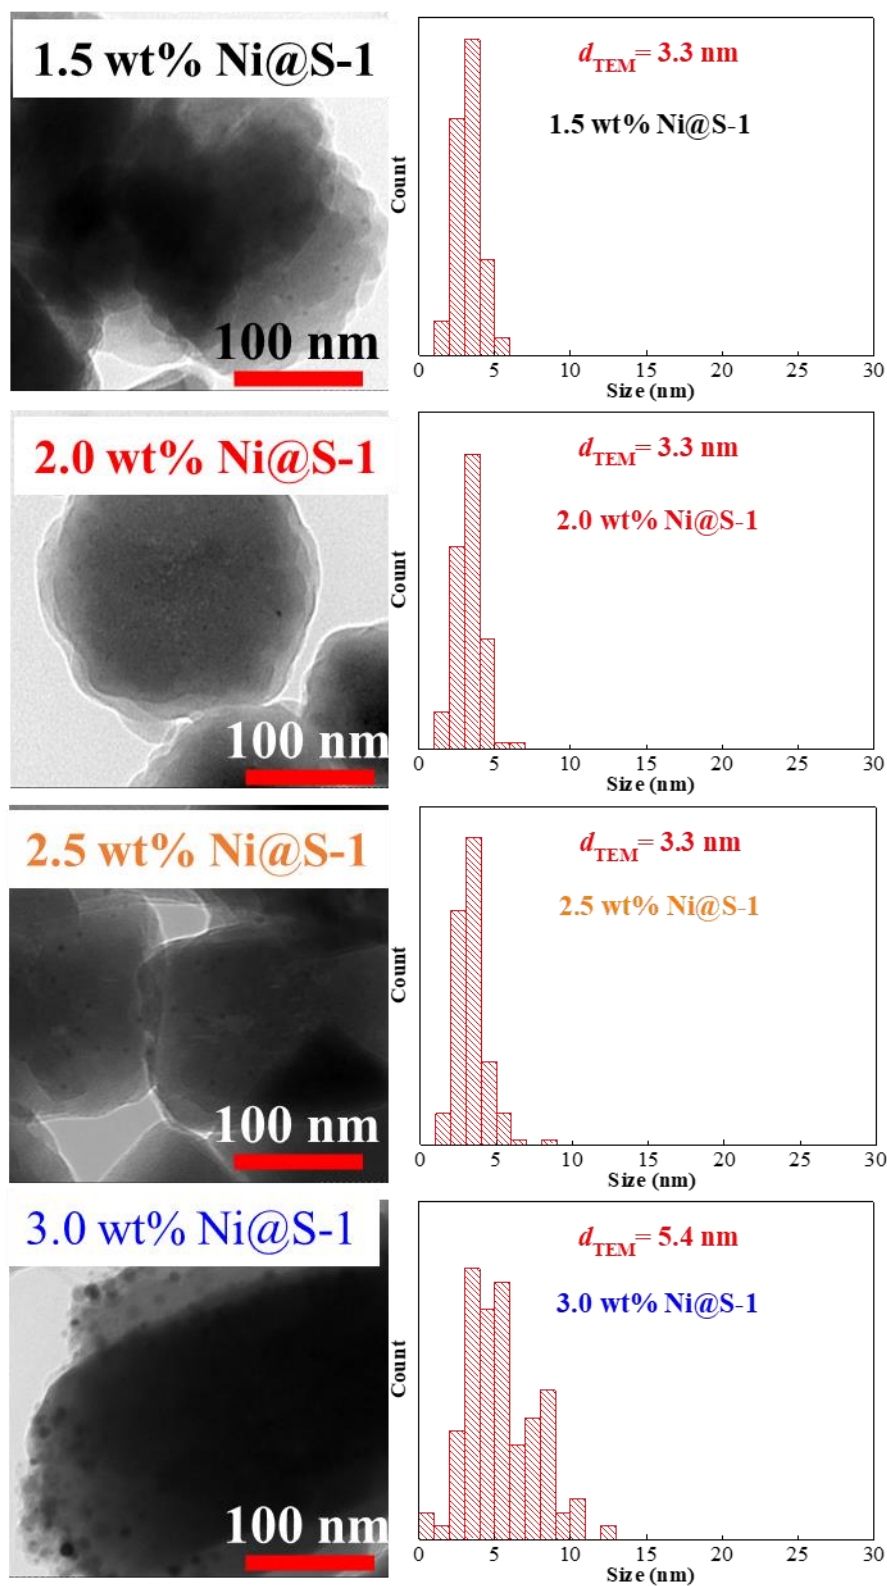 1.5 wt% Ni@S-1
100 nm
d_TEM= 3.3 nm
1.5 wt% Ni@S-1
Count
0 5 10 15 20 25 30
Size (nm)
2.0 wt% Ni@S-1
100 nm
d_TEM= 3.3 nm
2.0 wt% Ni@S-1
Count
0 5 10 15 20 25 30
Size (nm)
2.5 wt% Ni@S-1
100 nm
d_TEM= 3.3 nm
2.5 wt% Ni@S-1
Count
0 5 10 15 20 25 30
Size (nm)
3.0 wt% Ni@S-1
100 nm
d_TEM= 5.4 nm
3.0 wt% Ni@S-1
Count
0 5 10 15 20 25 30
Size (nm)